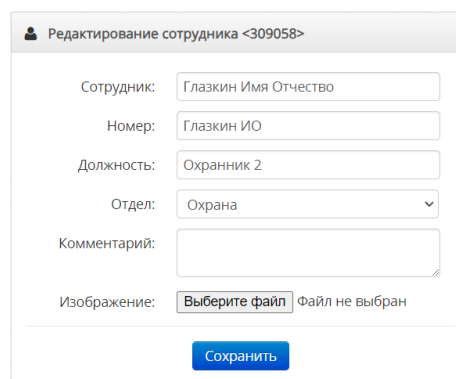 Редактирование сотрудника <309058>
Сотрудник: Глазкин Имя Отчество
Номер: Глазкин ИО
Должность: Охранник 2
Отдел: Охрана
Комментарий:
Изображение: Выберите файл Файл не выбран
Сохранить